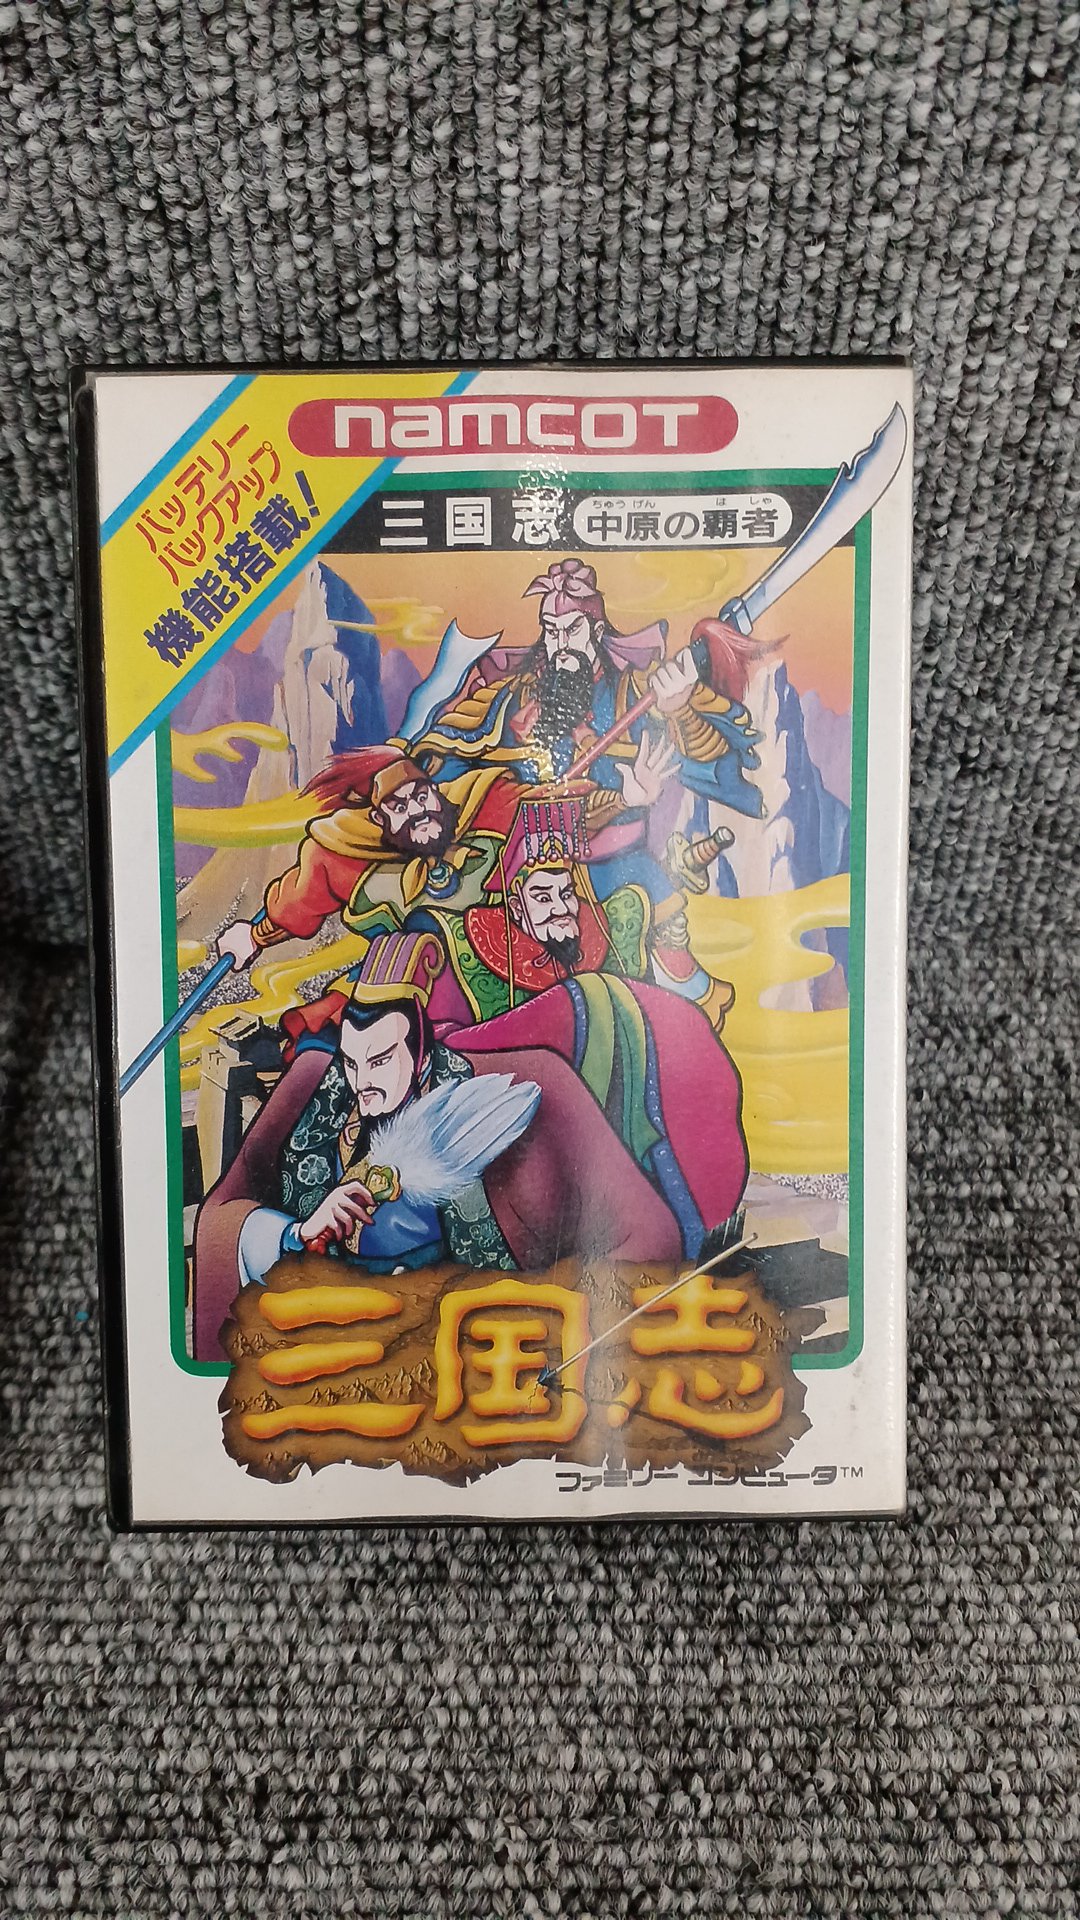 namcot
バッテリー
バックアップ
機能搭載!
三国志 中原の覇者
ちゅうげん はしゃ
三国志
ファミリー コンピュータ™